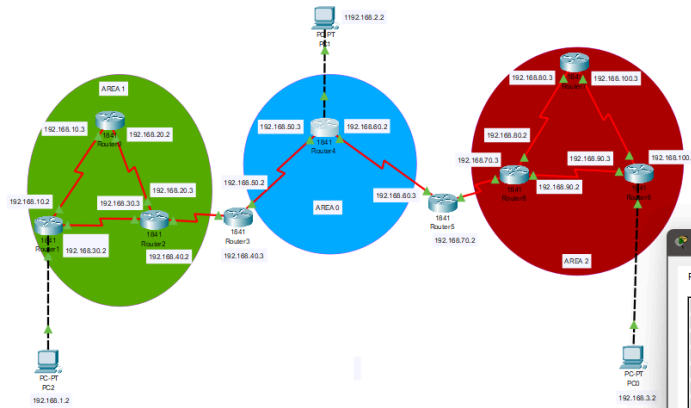 1192.168.2.2
PC-PT
PC1
AREA 1
192.168.10.3
192.168.20.2
1841
192.168.50.3
192.168.60.2
1841
Router4
192.168.80.3
192.168.100.3
192.168.80.2
192.168.70.3
192.168.90.3
192.168.100.
192.168.10.2
192.168.30.3
192.168.20.3
192.168.50.2
192.168.60.3
1841
192.168.90.2
AREA 0
1841
Router1
192.168.30.2
1841
Router2
192.168.40.2
1841
Router3
192.168.40.3
1841
Router5
192.168.70.2
AREA 2
PC-PT
PC2
192.168.1.2
PC-PT
PC0
192.168.3.2